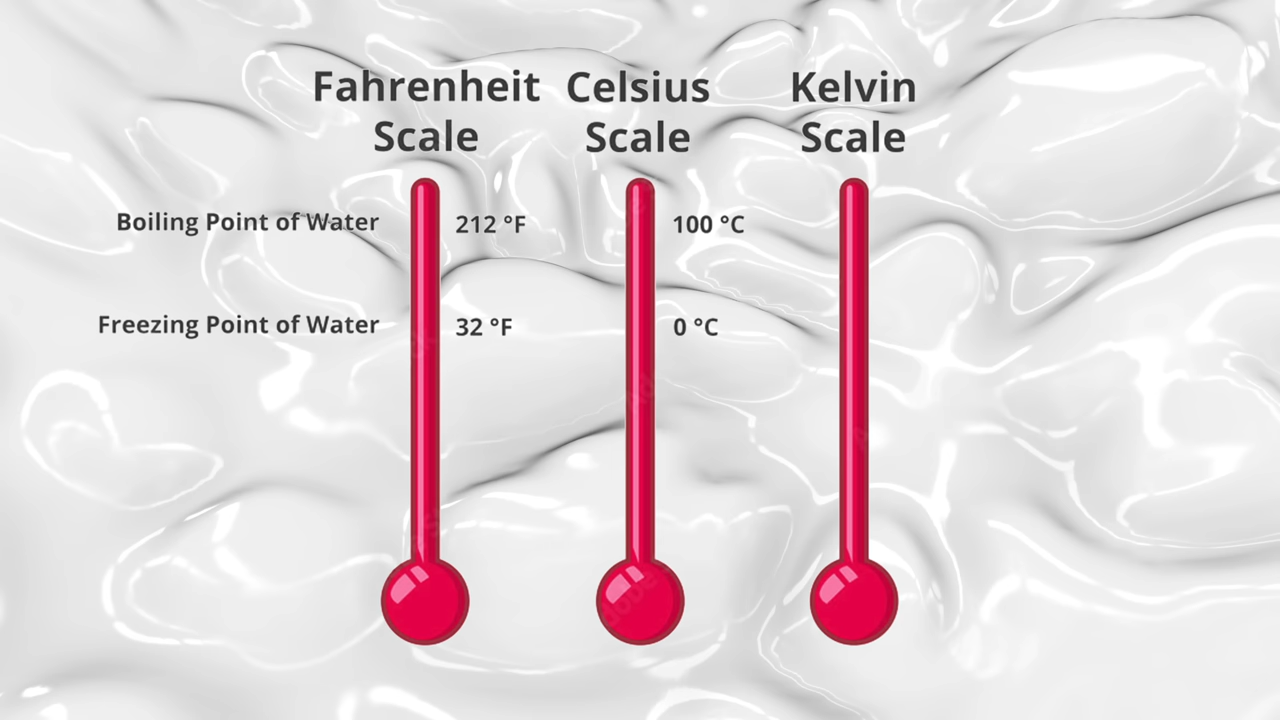 Fahrenheit Scale
Celsius Scale
Kelvin Scale
Boiling Point of Water 212 °F 100 °C
Freezing Point of Water 32 °F 0 °C